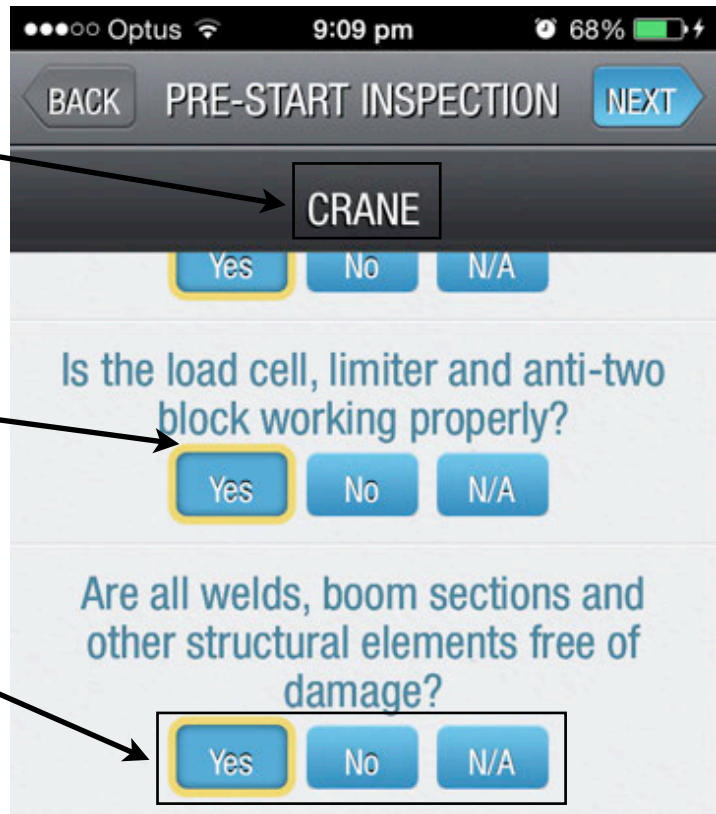 Optus 9:09 pm 68%
BACK PRE-START INSPECTION NEXT
CRANE
Yes No N/A
Is the load cell, limiter and anti-two
block working properly?
Yes No N/A
Are all welds, boom sections and
other structural elements free of
damage?
Yes No N/A